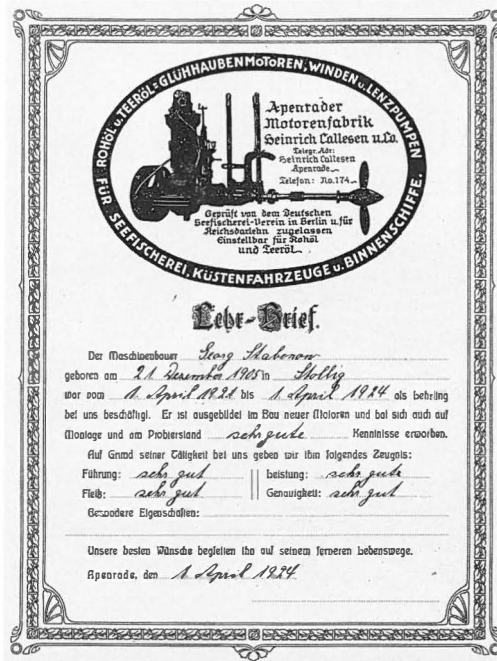 ROHÖL u. TEERÖL-GLÜHHAUBENMOTOREN, WINDEN u. LENZPUMPEN
FÜR SEEFISCHEREI, KÜSTENFAHRZEUGE u. BINNENSCHIFFE.
Apenrader
Motorenfabrik
Heinrich Callesen u. Co.
Telegr. Adr:
Heinrich Callesen
Apenrade
Telefon: No. 174
Geprüft von dem Deutschen
Seefischerei-Verein in Berlin u. für
Reichsdarlehn zugelassen
Einstellbar für Rohöl
und Teeröl
Lehr-Brief.
Der Maschinenbauer Georg Stabenow
geboren am 21 Dezember 1905 in Stollig
war vom 1. April 1921 bis 1. April 1924 als Lehrling
bei uns beschäftigt. Er ist ausgebildet im Bau neuer Motoren und hat sich auch auf
Montage und am Probierstand sehr gute Kenntnisse erworben.
Auf Grund seiner Tätigkeit bei uns geben wir ihm folgendes Zeugnis:
Führung: sehr gut Leistung: sehr gute
Fleiß: sehr gut Genauigkeit: sehr gut
Besondere Eigenschaften:
Unsere besten Wünsche begleiten ihn auf seinem ferneren Lebenswege.
Apenrade, den 1. April 1924